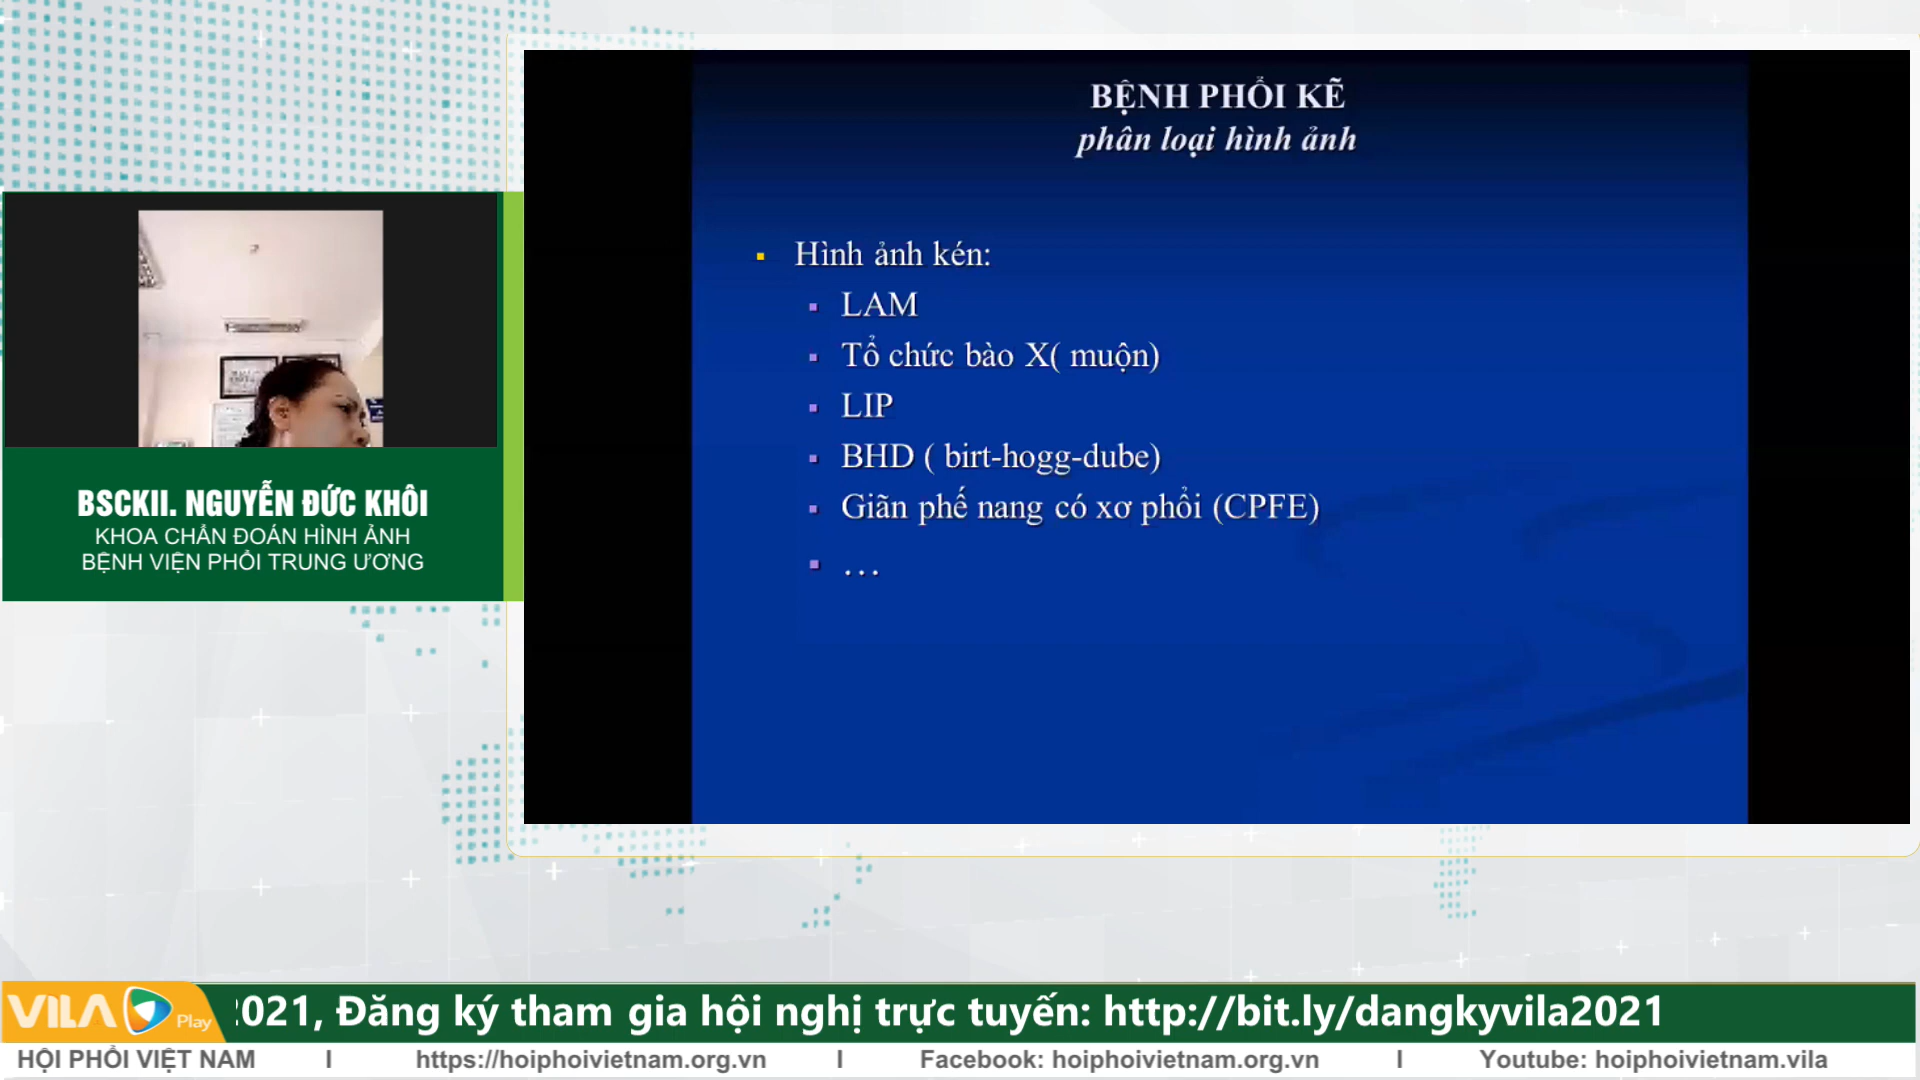 BỆNH PHỔI KẼ
phân loại hình ảnh
Hình ảnh kén:
LAM
Tổ chức bào X( muộn)
LIP
BHD ( birt-hogg-dube)
Giãn phế nang có xơ phổi (CPFE)
...
BSCKII. NGUYỄN ĐỨC KHÔI
KHOA CHẨN ĐOÁN HÌNH ẢNH
BỆNH VIỆN PHỔI TRUNG ƯƠNG
VILA Play
2021, Đăng ký tham gia hội nghị trực tuyến: http://bit.ly/dangkyvila2021
HỘI PHỔI VIỆT NAM I https://hoiphoivietnam.org.vn I Facebook: hoiphoivietnam.org.vn I Youtube: hoiphoivietnam.vila